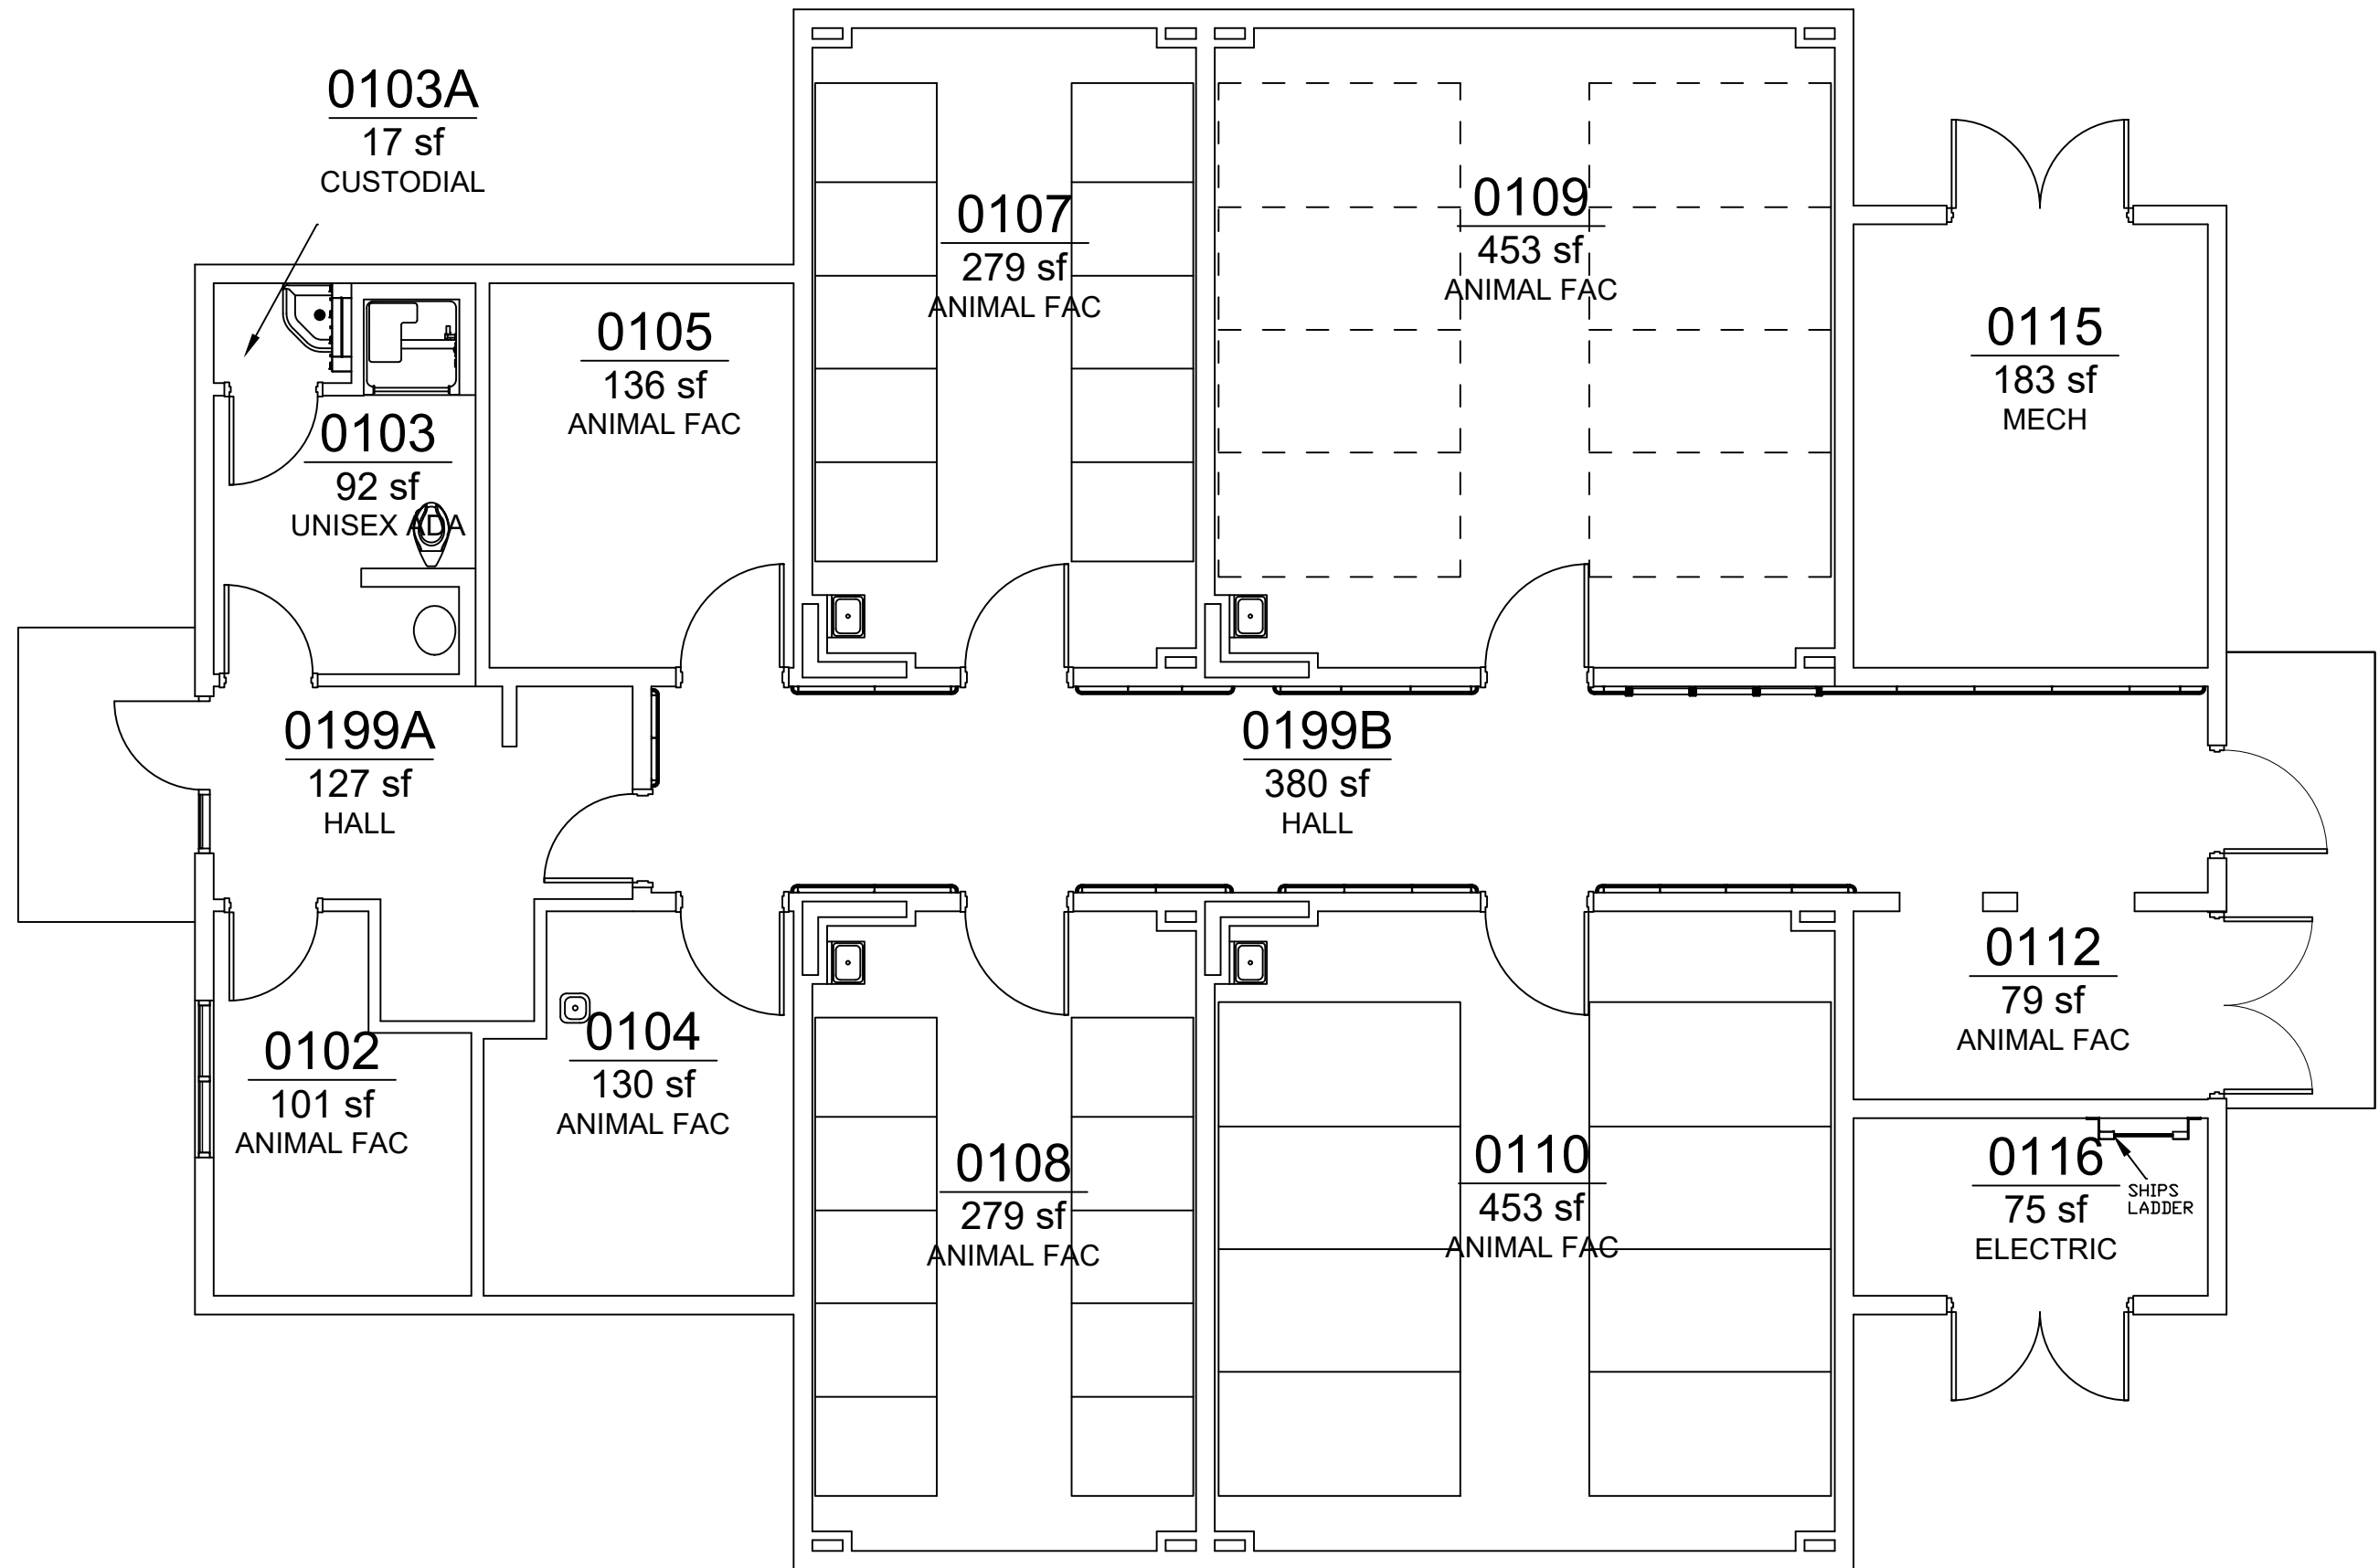 0103A
17 sf
CUSTODIAL
0107
279 sf
ANIMAL FAC
0109
453 sf
ANIMAL FAC
0105
136 sf
ANIMAL FAC
0115
183 sf
MECH
0103
92 sf
UNISEX ADA
0199A
127 sf
HALL
0199B
380 sf
HALL
0112
79 sf
ANIMAL FAC
0102
101 sf
ANIMAL FAC
0104
130 sf
ANIMAL FAC
0108
279 sf
ANIMAL FAC
0110
453 sf
ANIMAL FAC
0116
75 sf
ELECTRIC
SHIPS
LADDER